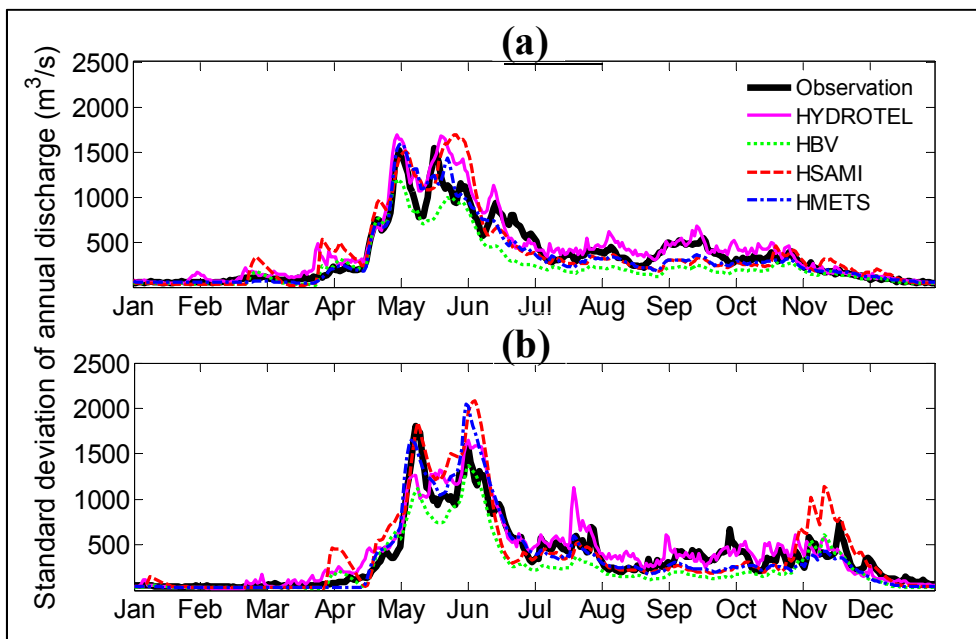 (a)
Standard deviation of annual discharge (m³/s)
2500
2000
1500
1000
500
Observation
HYDROTEL
HBV
HSAMI
HMETS
Jan Feb Mar Apr May Jun Jul Aug Sep Oct Nov Dec
(b)
2500
2000
1500
1000
500
Jan Feb Mar Apr May Jun Jul Aug Sep Oct Nov Dec